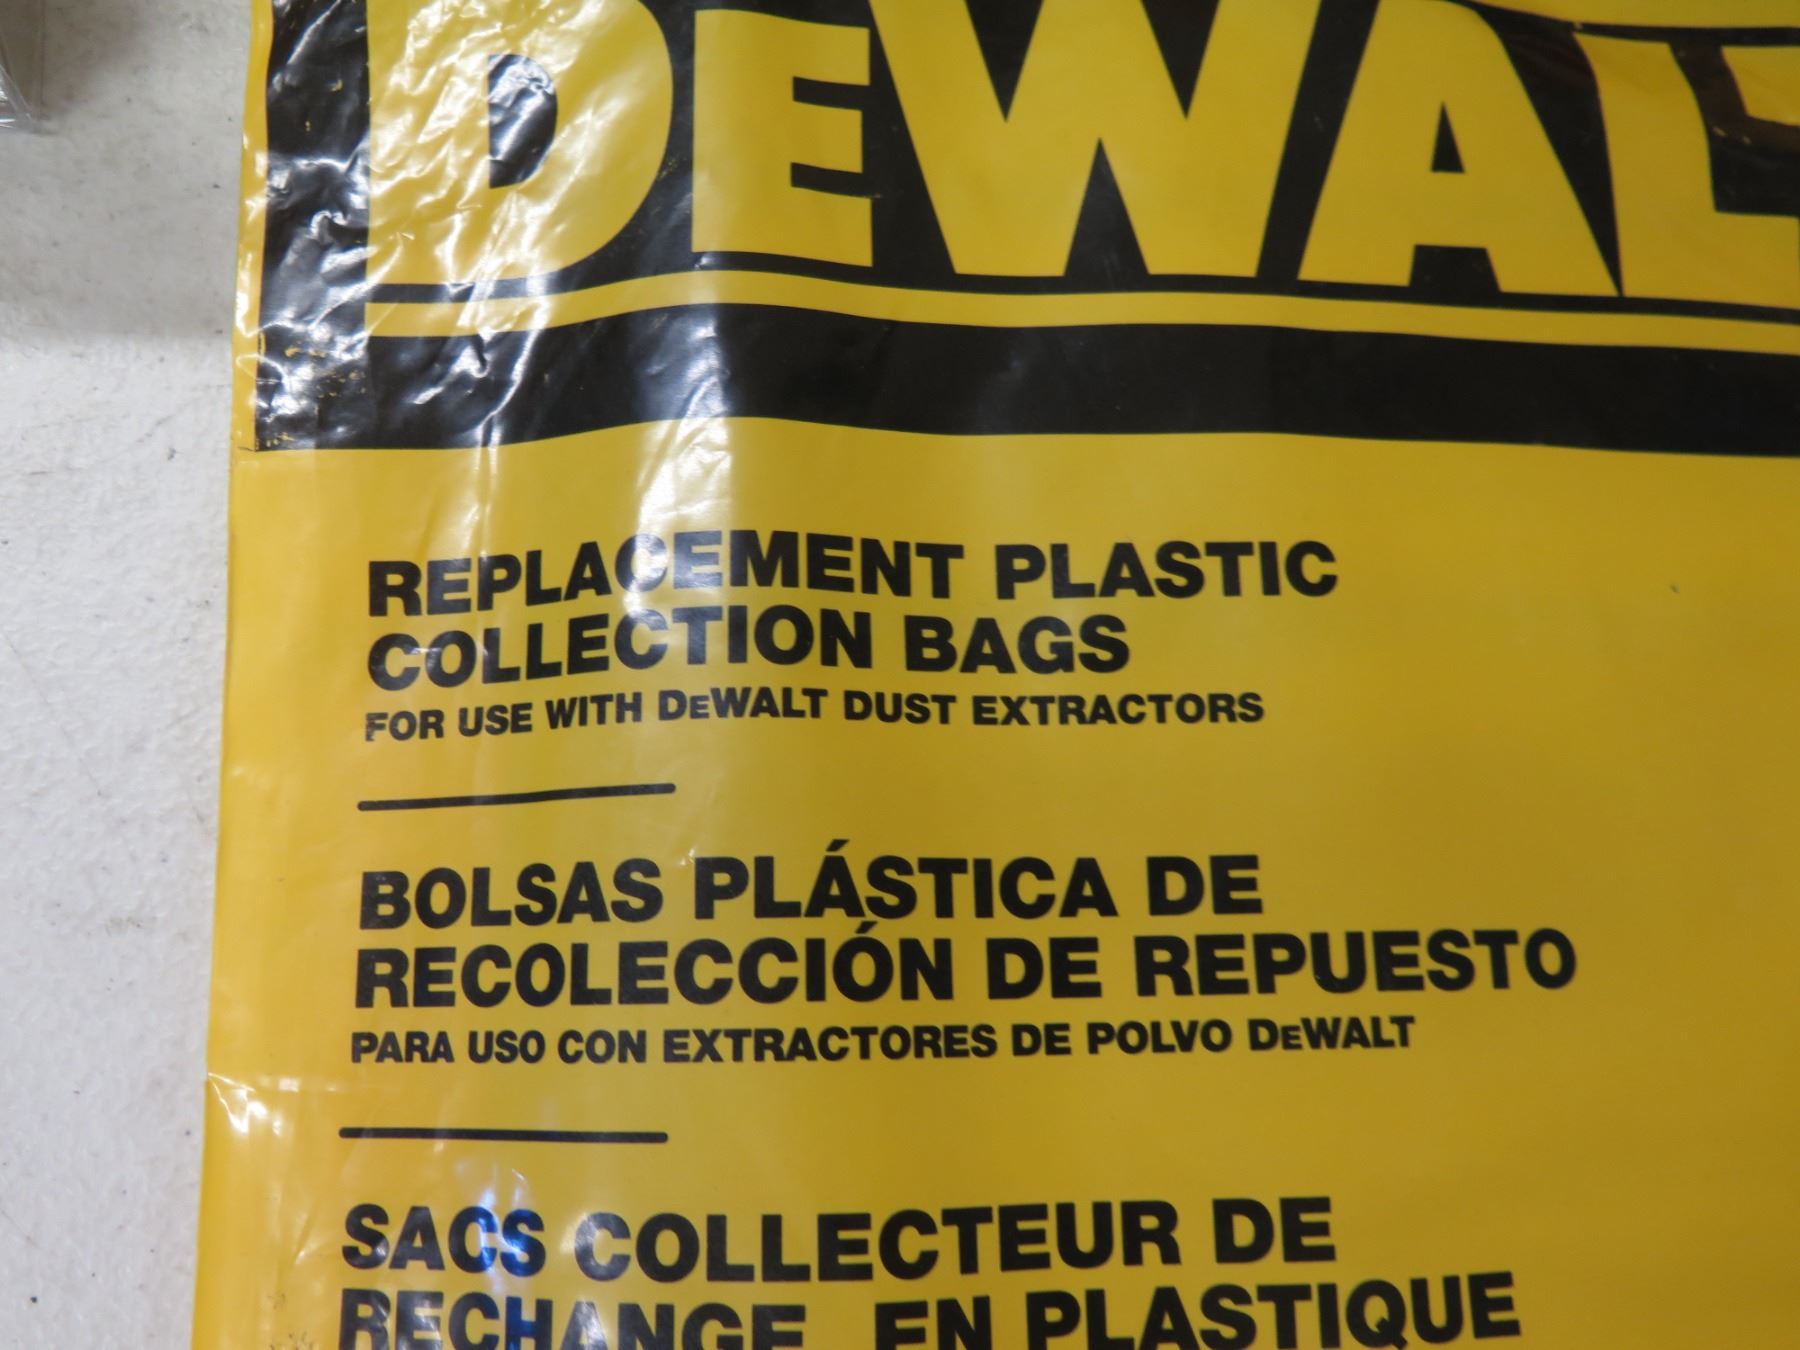 DEWALT
REPLACEMENT PLASTIC
COLLECTION BAGS
FOR USE WITH DEWALT DUST EXTRACTORS
BOLSAS PLÁSTICA DE
RECOLECCIÓN DE REPUESTO
PARA USO CON EXTRACTORES DE POLVO DEWALT
SACS COLLECTEUR DE
RECHANGE EN PLASTIQUE